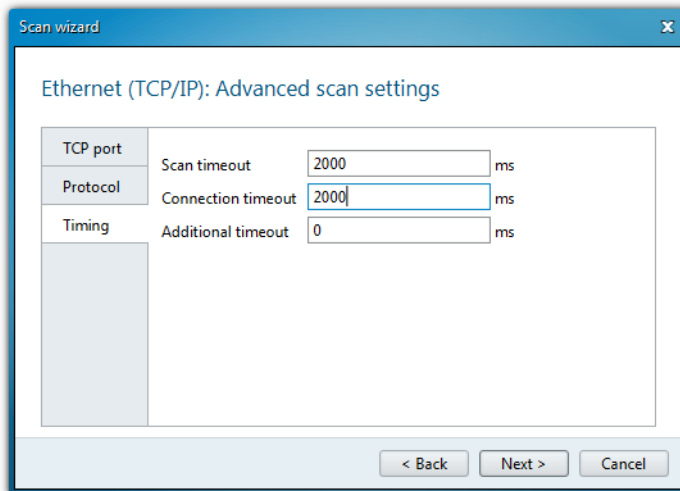 Scan wizard
x
Ethernet (TCP/IP): Advanced scan settings
TCP port
Protocol
Timing
Scan timeout 2000 ms
Connection timeout 2000 ms
Additional timeout 0 ms
< Back Next > Cancel